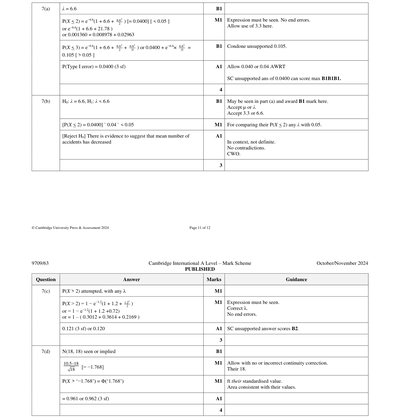 7(a) λ = 6.6 B1
P(X ≤ 2) = e⁻⁶·⁶(1 + 6.6 + 6.6²/2!) [= 0.0400] [< 0.05] M1 Expression must be seen. No end errors.
or e⁻⁶·⁶(1 + 6.6 + 21.78) Allow use of 3.3 here.
or 0.001360 + 0.008978 + 0.02963
P(X ≤ 3) = e⁻⁶·⁶(1 + 6.6 + 6.6²/2! + 6.6³/3!) or 0.0400 + e⁻⁶·⁶ × 6.6³/3! = B1 Condone unsupported 0.105.
0.105 [> 0.05]
P(Type I error) = 0.0400 (3 sf) A1 Allow 0.040 or 0.04 AWRT
SC unsupported ans of 0.0400 can score max B1B1B1.
4
7(b) H₀: λ = 6.6, H₁: λ < 6.6 B1 May be seen in part (a) and award B1 mark here.
Accept μ or λ.
Accept 3.3 or 6.6.
[P(X ≤ 2) = 0.0400] '0.04' < 0.05 M1 For comparing their P(X ≤ 2) any λ with 0.05.
[Reject H₀] There is evidence to suggest that mean number of A1
accidents has decreased In context, not definite.
No contradictions.
CWO.
3
© Cambridge University Press & Assessment 2024 Page 11 of 12
9709/63 Cambridge International A Level – Mark Scheme October/November 2024
PUBLISHED
Question Answer Marks Guidance
7(c) P(X > 2) attempted, with any λ M1
P(X > 2) = 1 − e⁻¹·²(1 + 1.2 + 1.2²/2!) M1 Expression must be seen.
or = 1 − e⁻¹·²(1 + 1.2 +0.72) Correct λ.
or = 1 − ( 0.3012 + 0.3614 + 0.2169 ) No end errors.
0.121 (3 sf) or 0.120 A1 SC unsupported answer scores B2.
3
7(d) N(18, 18) seen or implied B1
10.5−18/√18 [= −1.768] M1 Allow with no or incorrect continuity correction.
Their 18.
P(X > '−1.768') = Φ('1.768') M1 ft their standardised value.
Area consistent with their values.
= 0.961 or 0.962 (3 sf) A1
4